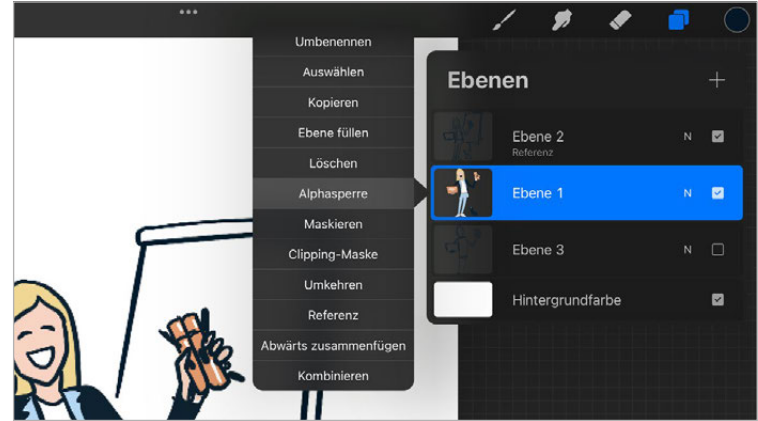 Umbenennen
Auswählen
Kopieren
Ebene füllen
Löschen
Alphasperre
Maskieren
Clipping-Maske
Umkehren
Referenz
Abwärts zusammenfügen
Kombinieren
Ebenen
Ebene 2 N
Referenz
Ebene 1 N
Ebene 3 N
Hintergrundfarbe